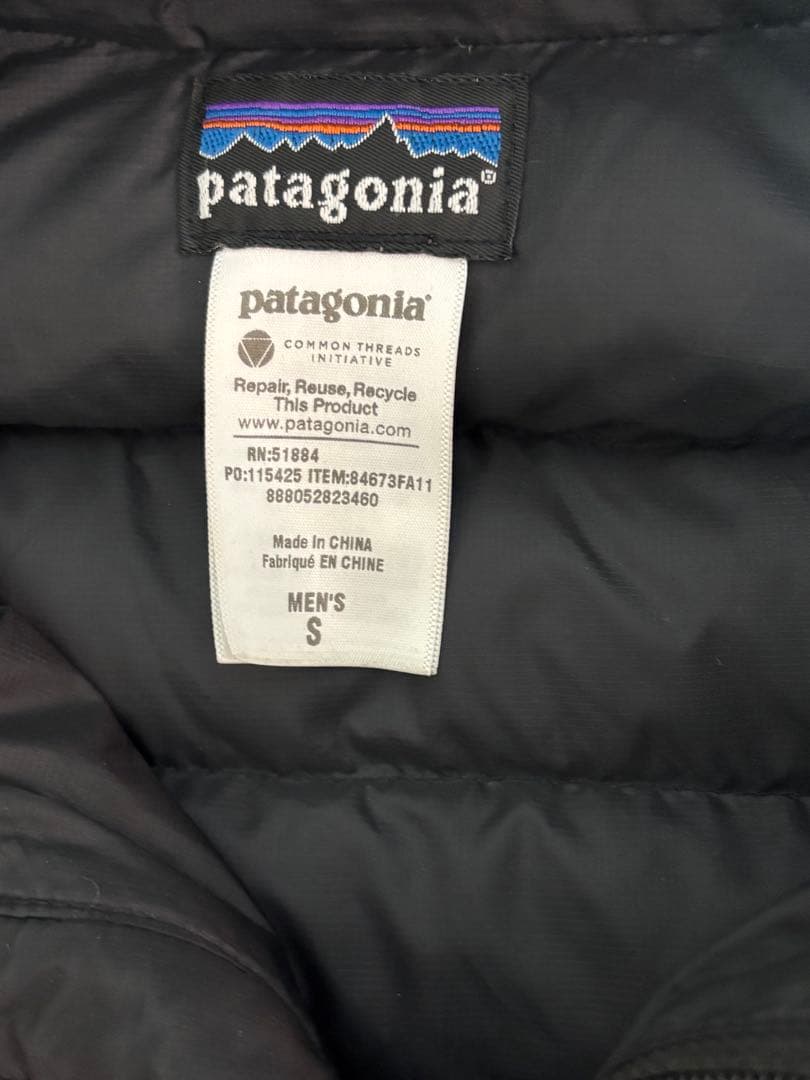 patagonia®
patagonia®
COMMON THREADS
INITIATIVE
Repair, Reuse, Recycle
This Product
www.patagonia.com
RN:51884
PO:115425 ITEM:84673FA11
888052823460
Made In CHINA
Fabriqué EN CHINE
MEN'S
S